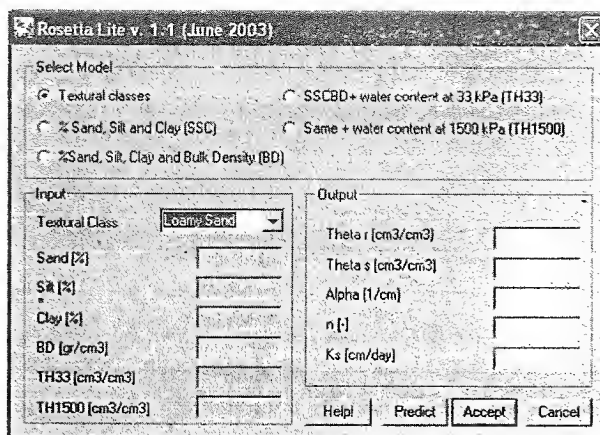 Rosetta Lite v. 1.1 (June 2003)
Select Model
Textural classes
SSCBD+ water content at 33 kPa (TH33)
% Sand, Silt and Clay (SSC)
Same + water content at 1500 kPa (TH1500)
%Sand, Silt, Clay and Bulk Density (BD)
Input
Textural Class
Loamy Sand
Sand [%]
Silt [%]
Clay [%]
BD [gr/cm3]
TH33 [cm3/cm3]
TH1500 [cm3/cm3]
Output
Theta r [cm3/cm3]
Theta s [cm3/cm3]
Alpha [1/cm]
n [-]
Ks [cm/day]
Help!
Predict
Accept
Cancel